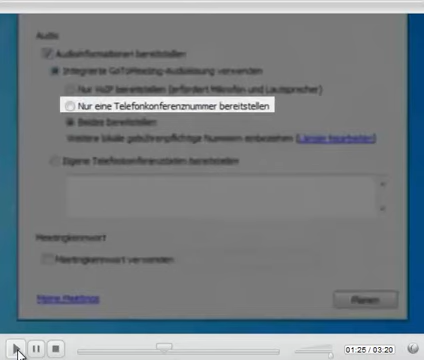 Audio
Audioinformationen bereitstellen
Integrierte GoToMeeting-Audiolösung verwenden
Nur VoIP bereitstellen (erfordert Mikrofon und Lautsprecher)
Nur eine Telefonkonferenznummer bereitstellen
Beides bereitstellen
Weitere lokale gebührenpflichtige Nummern einbeziehen (Länder bearbeiten)
Eigene Telefonkonferenzdaten bereitstellen
Meetingkennwort
Meetingkennwort verwenden
Meine Meetings
Planen
01:25 / 03:20